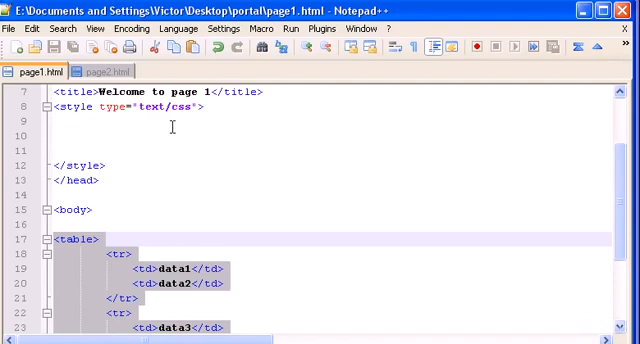 E:\Documents and Settings\Victor\Desktop\portal\page1.html - Notepad++
File Edit Search View Encoding Language Settings Macro Run Plugins Window ?
page1.html page2.html
7 <title>Welcome to page 1</title>
8 <style type="text/css">
9
10
11
12 </style>
13 </head>
14
15 <body>
16
17 <table>
18 <tr>
19 <td>data1</td>
20 <td>data2</td>
21 </tr>
22 <tr>
23 <td>data3</td>